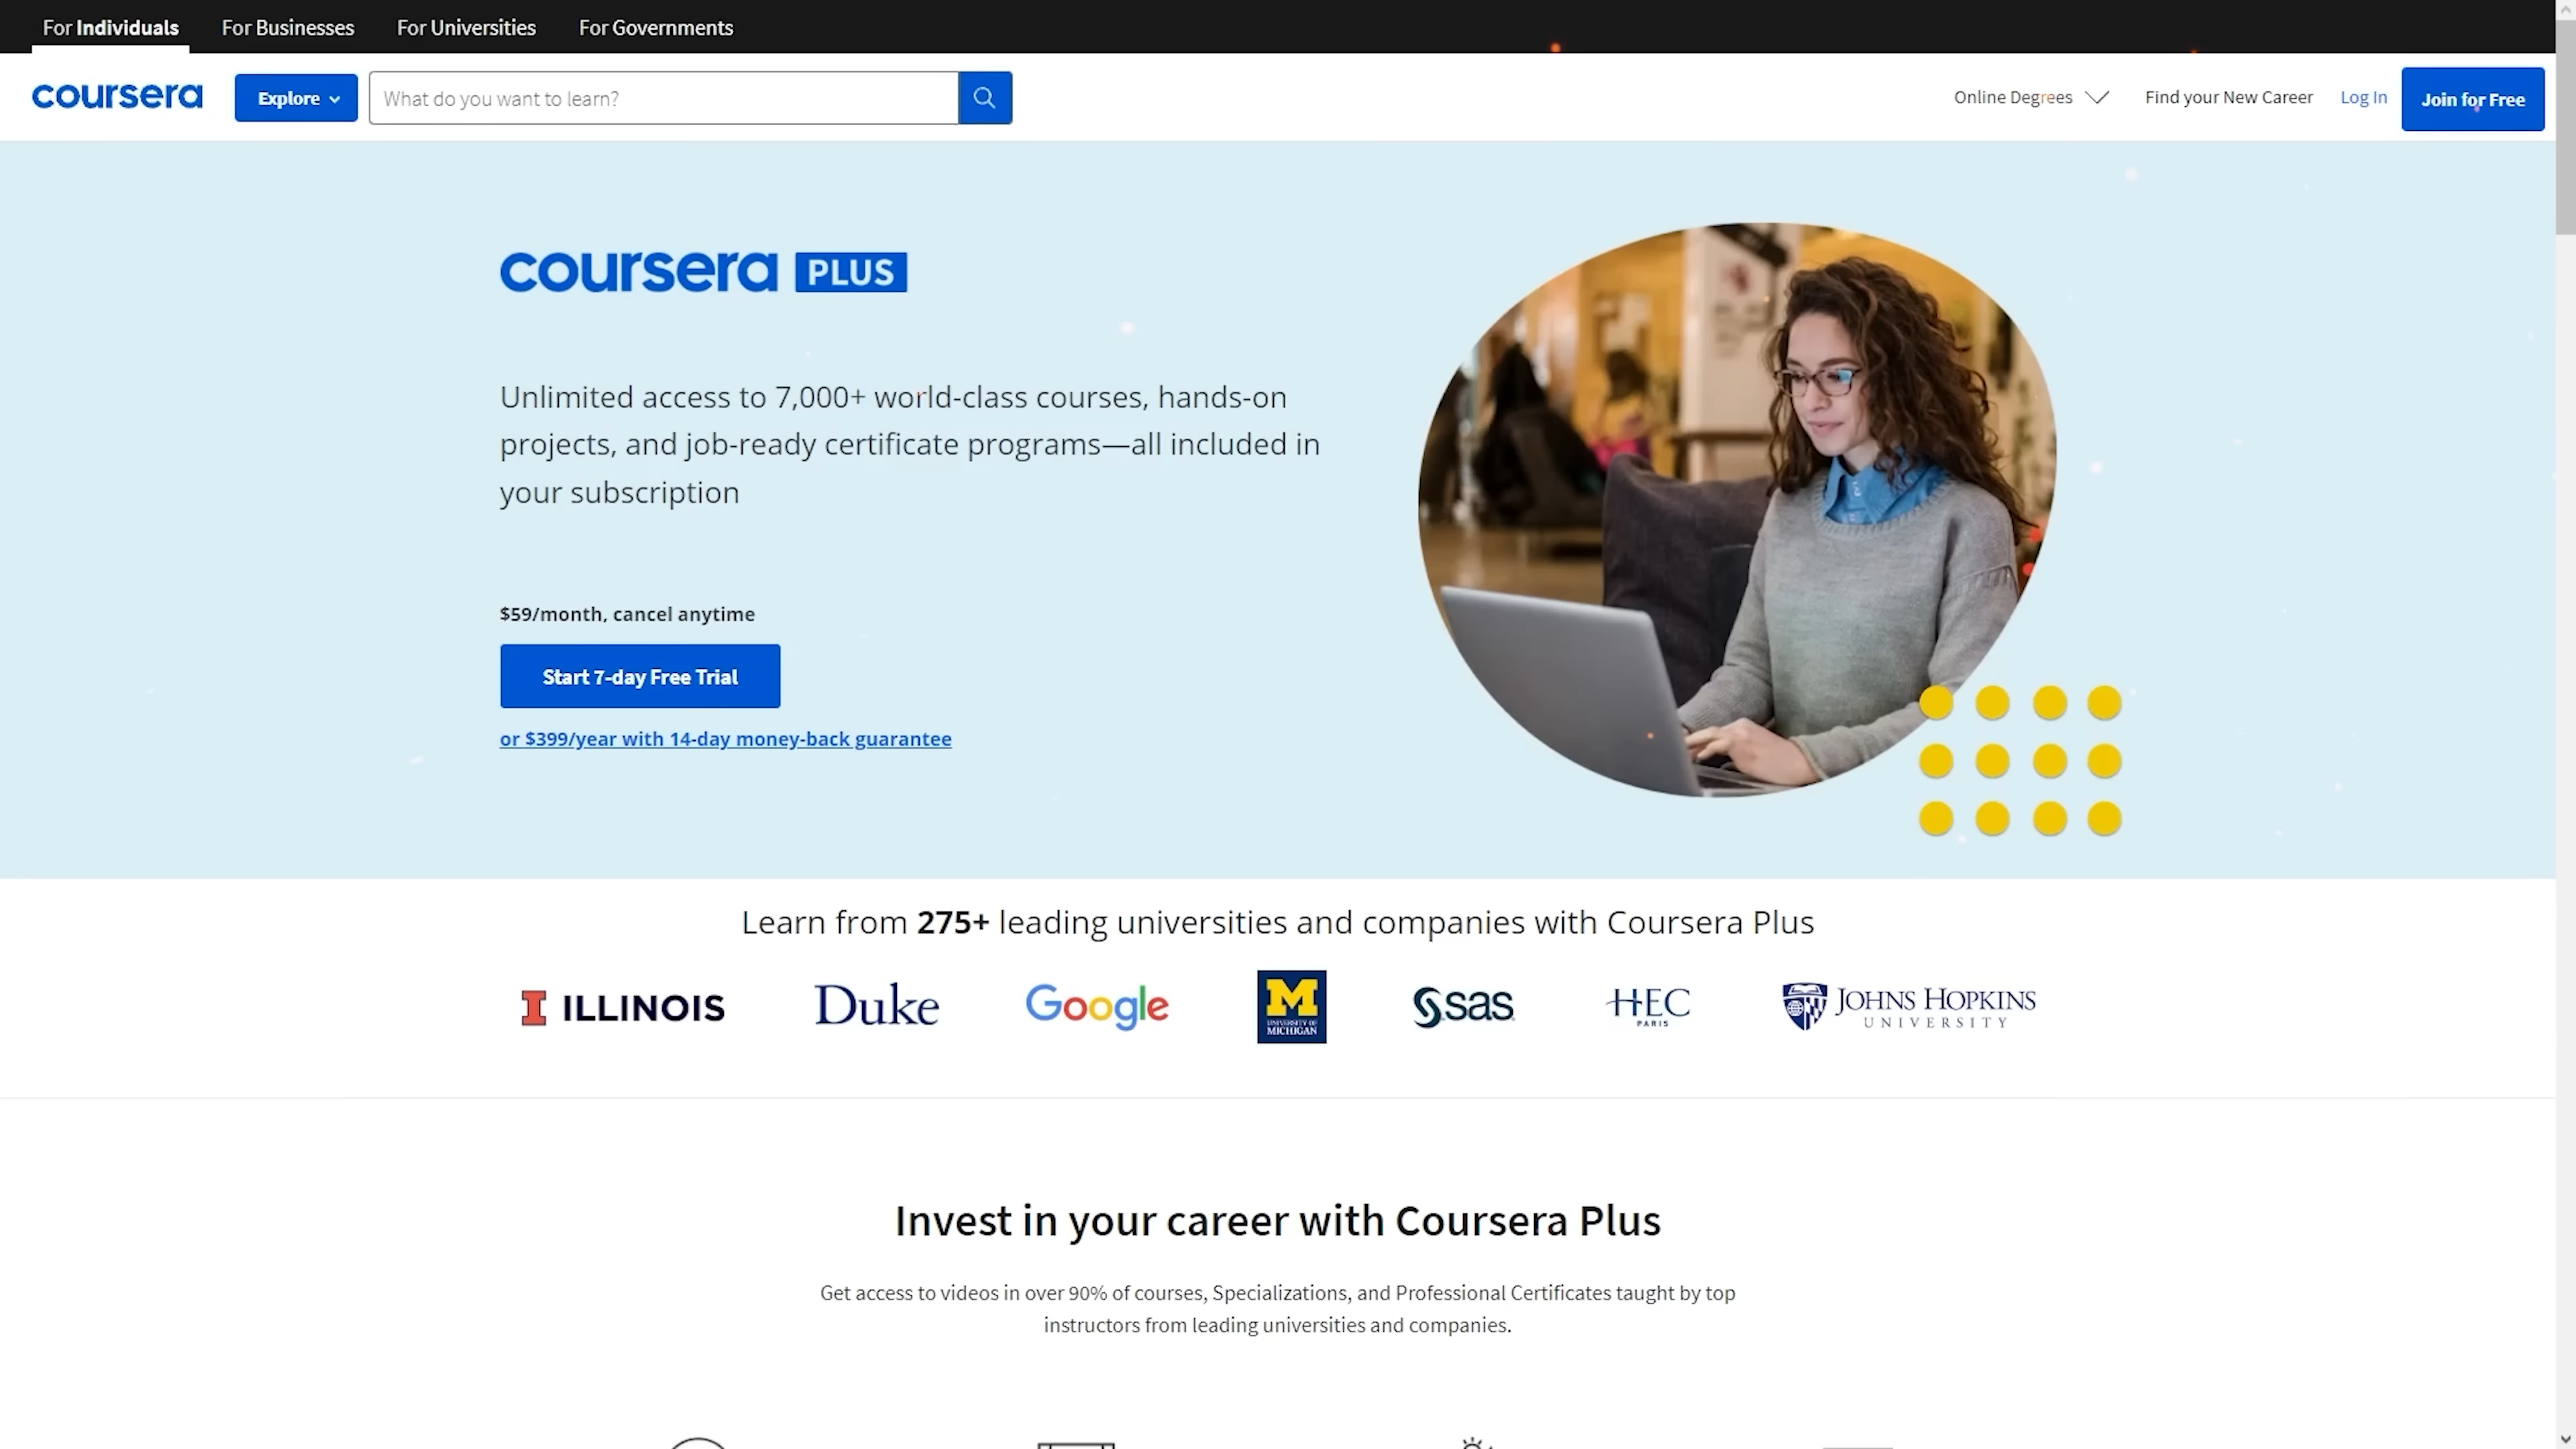 For Individuals For Businesses For Universities For Governments
coursera Explore What do you want to learn? Online Degrees Find your New Career Log In Join for Free
coursera PLUS
Unlimited access to 7,000+ world-class courses, hands-on
projects, and job-ready certificate programs—all included in
your subscription
$59/month, cancel anytime
Start 7-day Free Trial
or $399/year with 14-day money-back guarantee
Learn from 275+ leading universities and companies with Coursera Plus
I ILLINOIS Duke Google M UNIVERSITY OF MICHIGAN sas HEC PARIS JOHNS HOPKINS UNIVERSITY
Invest in your career with Coursera Plus
Get access to videos in over 90% of courses, Specializations, and Professional Certificates taught by top
instructors from leading universities and companies.